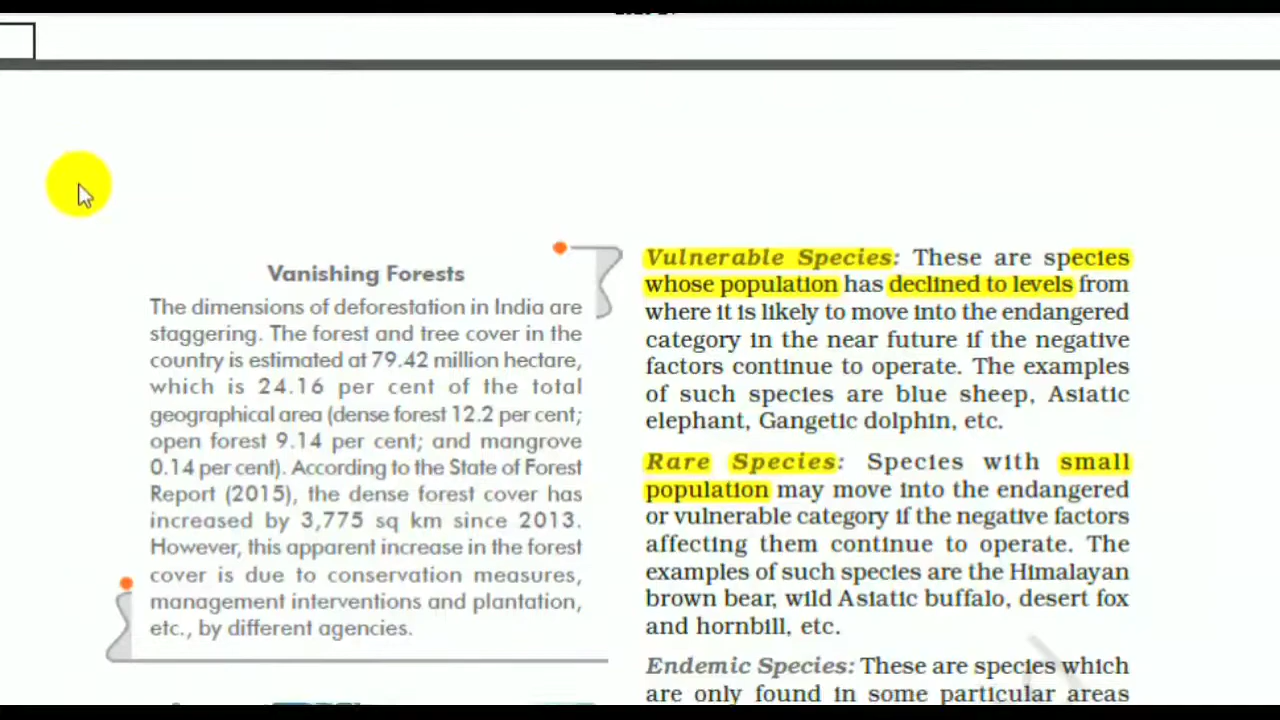 Vanishing Forests
The dimensions of deforestation in India are
staggering. The forest and tree cover in the
country is estimated at 79.42 million hectare,
which is 24.16 per cent of the total
geographical area (dense forest 12.2 per cent;
open forest 9.14 per cent; and mangrove
0.14 per cent). According to the State of Forest
Report (2015), the dense forest cover has
increased by 3,775 sq km since 2013.
However, this apparent increase in the forest
cover is due to conservation measures,
management interventions and plantation,
etc., by different agencies.
Vulnerable Species: These are species
whose population has declined to levels from
where it is likely to move into the endangered
category in the near future if the negative
factors continue to operate. The examples
of such species are blue sheep, Asiatic
elephant, Gangetic dolphin, etc.
Rare Species: Species with small
population may move into the endangered
or vulnerable category if the negative factors
affecting them continue to operate. The
examples of such species are the Himalayan
brown bear, wild Asiatic buffalo, desert fox
and hornbill, etc.
Endemic Species: These are species which
are only found in some particular areas